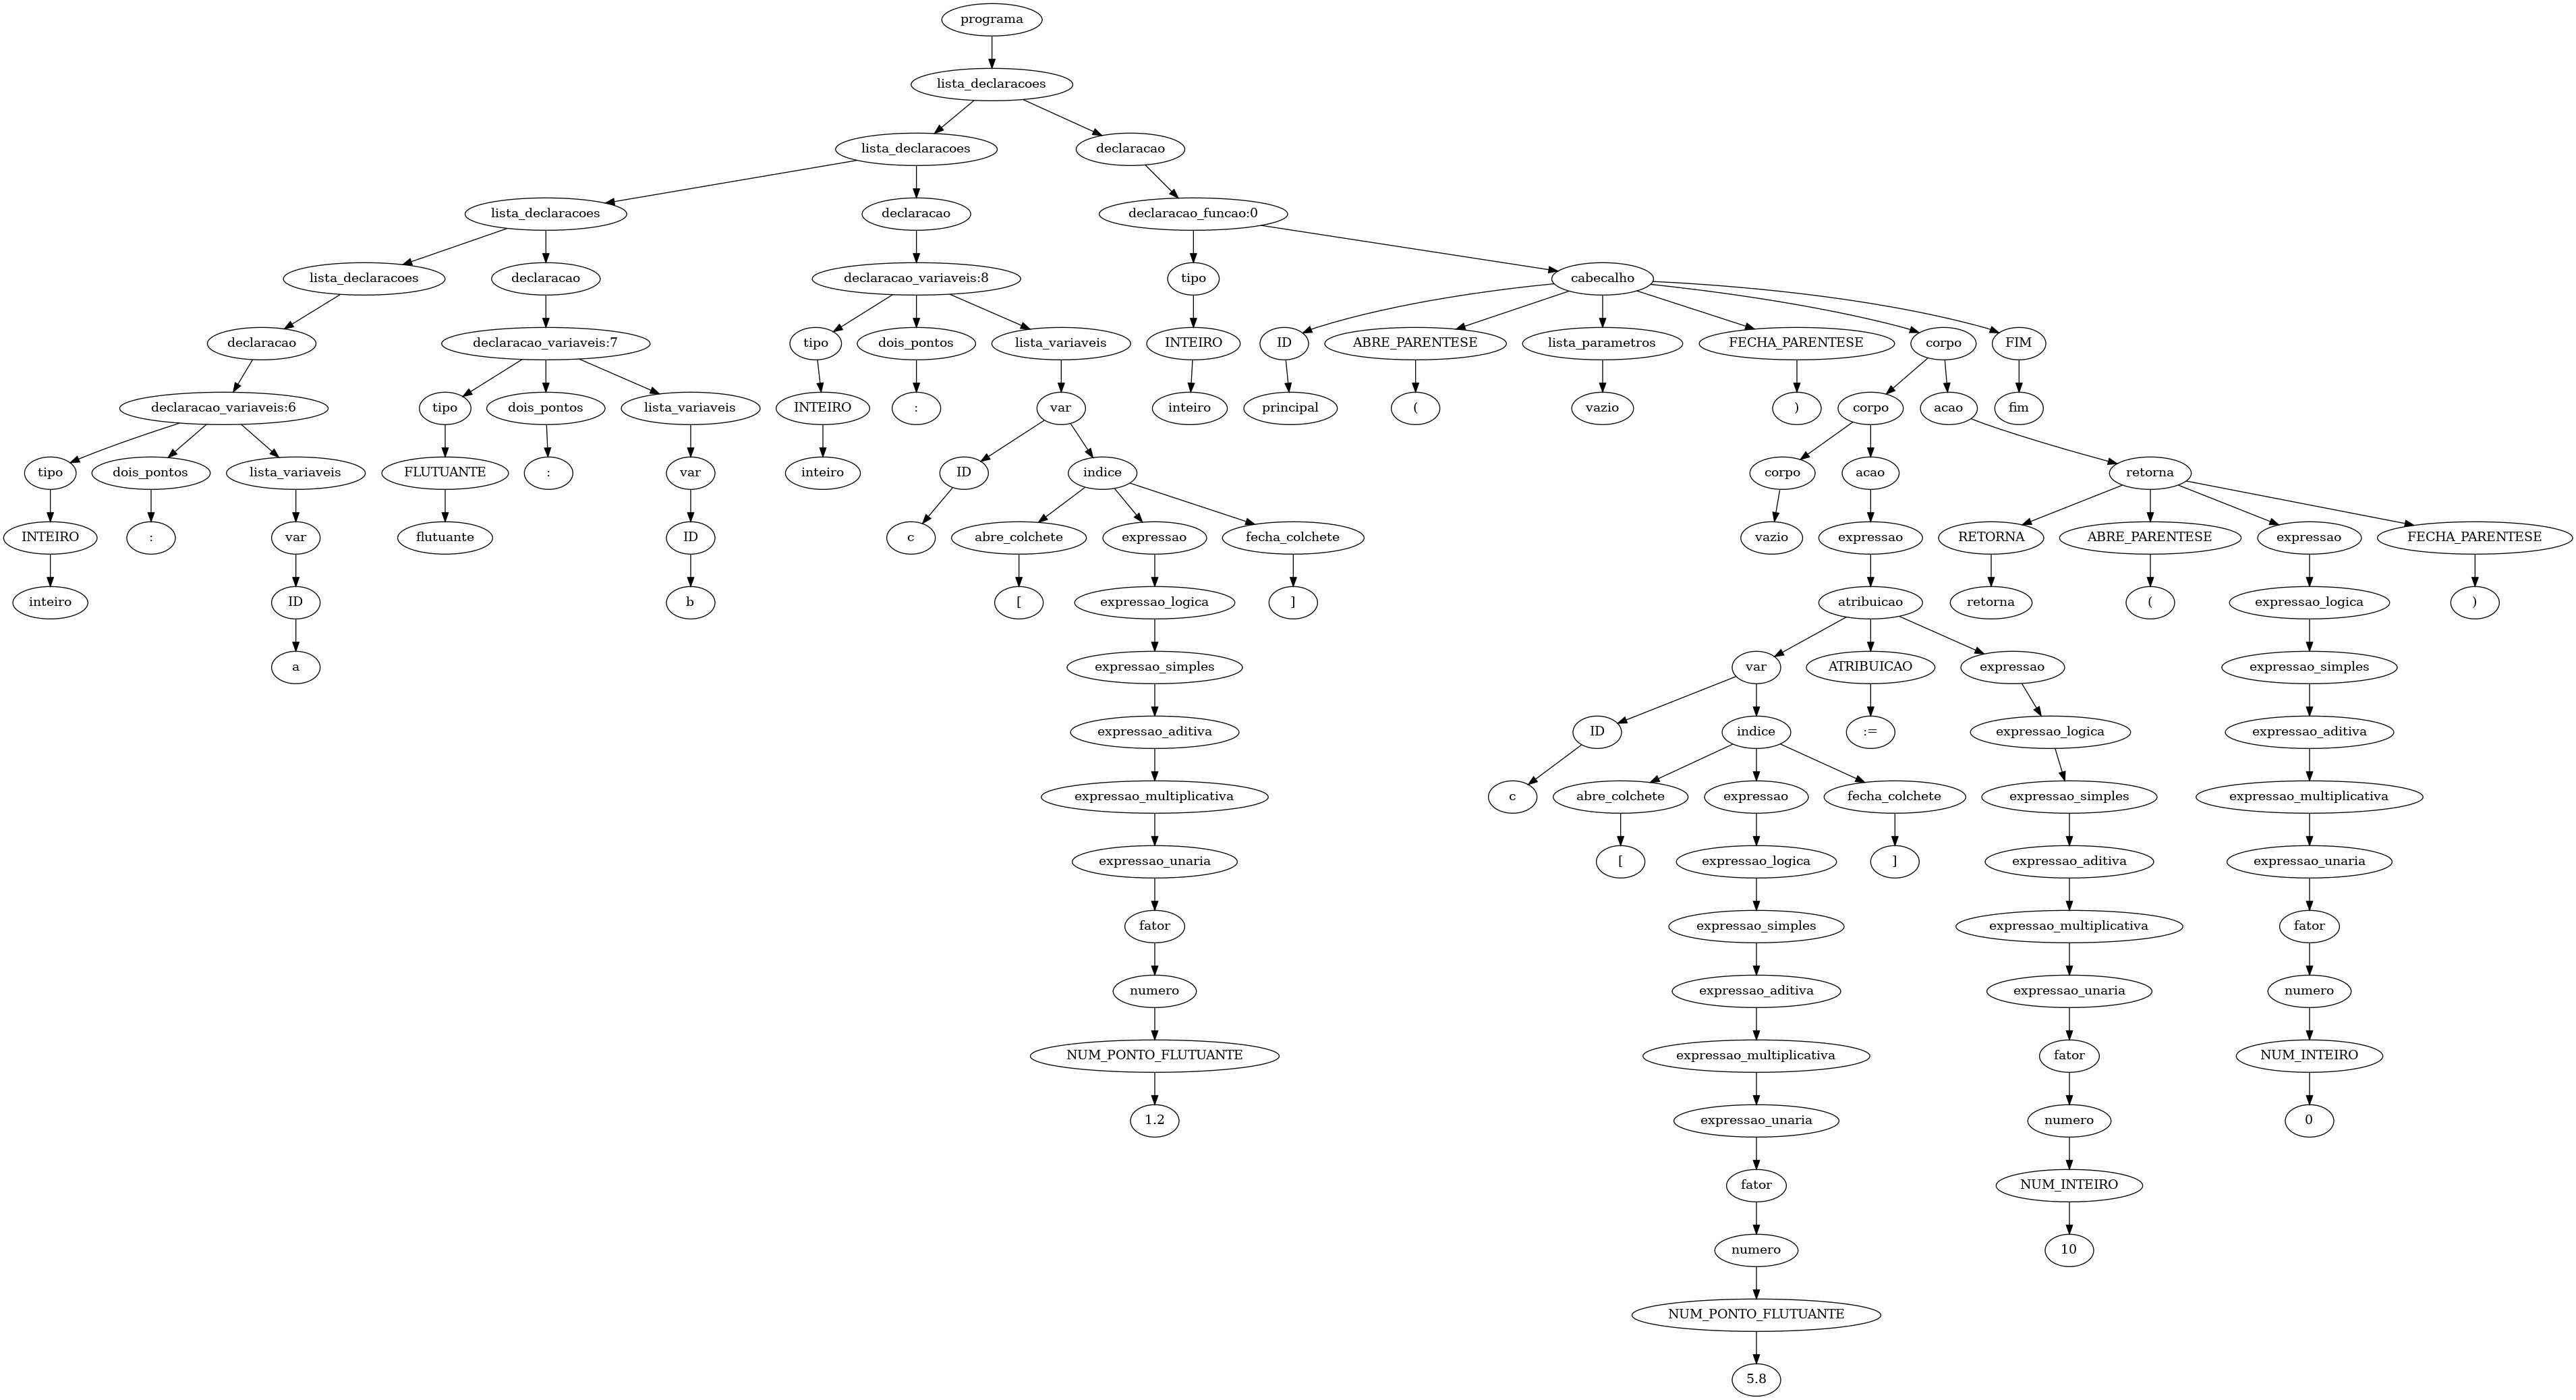 programa
lista_declaracoes
lista_declaracoes declaracao
lista_declaracoes declaracao declaracao_funcao:0
lista_declaracoes declaracao declaracao_variaveis:8 tipo cabecalho
declaracao declaracao_variaveis:7 tipo dois_pontos lista_variaveis INTEIRO ID ABRE_PARENTESE lista_parametros FECHA_PARENTESE corpo FIM
declaracao_variaveis:6 tipo dois_pontos lista_variaveis INTEIRO : var inteiro principal ( vazio ) corpo acao fim
tipo dois_pontos lista_variaveis FLUTUANTE : var inteiro ID indice corpo acao retorna
INTEIRO : var flutuante ID c abre_colchete expressao fecha_colchete vazio expressao RETORNA ABRE_PARENTESE expressao FECHA_PARENTESE
inteiro ID b [ expressao_logica ] atribuicao retorna ( expressao_logica )
a expressao_simples var ATRIBUICAO expressao expressao_simples
expressao_aditiva ID indice := expressao_logica expressao_aditiva
expressao_multiplicativa c abre_colchete expressao fecha_colchete expressao_simples expressao_multiplicativa
expressao_unaria [ expressao_logica ] expressao_aditiva expressao_unaria
fator expressao_simples expressao_multiplicativa fator
numero expressao_aditiva expressao_unaria numero
NUM_PONTO_FLUTUANTE expressao_multiplicativa fator NUM_INTEIRO
1.2 expressao_unaria numero 0
fator NUM_INTEIRO
numero 10
NUM_PONTO_FLUTUANTE
5.8